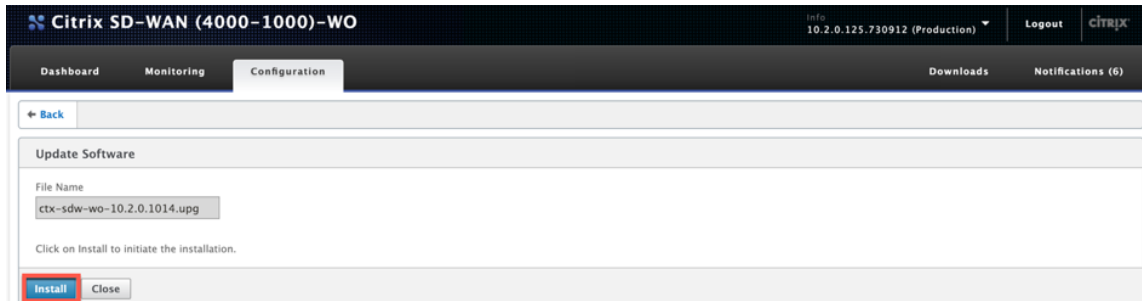 Citrix SD-WAN (4000-1000)-WO
Info
10.2.0.125.730912 (Production)
Logout
CİTRIX
Dashboard
Monitoring
Configuration
Downloads
Notifications (6)
← Back
Update Software
File Name
ctx-sdw-wo-10.2.0.1014.upg
Click on Install to initiate the installation.
Install
Close